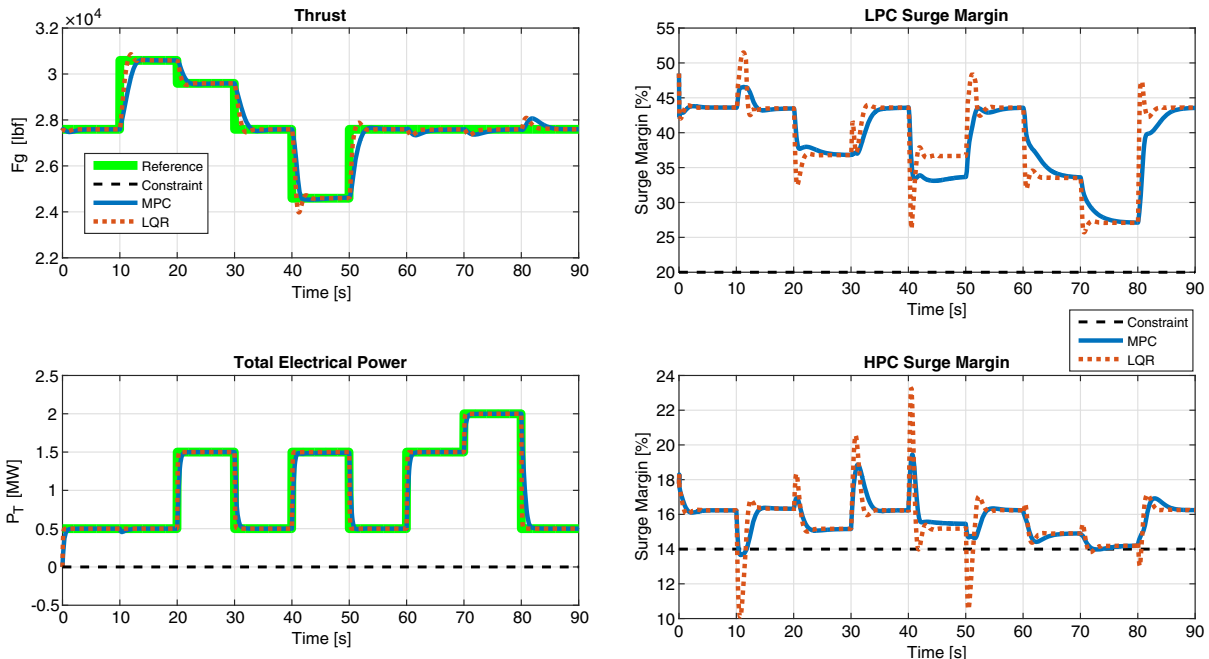 Thrust
×10⁴
3.2
3
2.8
2.6
2.4
2.2
Fg [lbf]
Reference
Constraint
MPC
LQR
0 10 20 30 40 50 60 70 80 90
Time [s]
LPC Surge Margin
55
50
45
40
35
30
25
20
Surge Margin [%]
0 10 20 30 40 50 60 70 80 90
Time [s]
Constraint
MPC
LQR
Total Electrical Power
2.5
2
1.5
1
0.5
0
-0.5
P_T [MW]
0 10 20 30 40 50 60 70 80 90
Time [s]
HPC Surge Margin
24
22
20
18
16
14
12
10
Surge Margin [%]
0 10 20 30 40 50 60 70 80 90
Time [s]